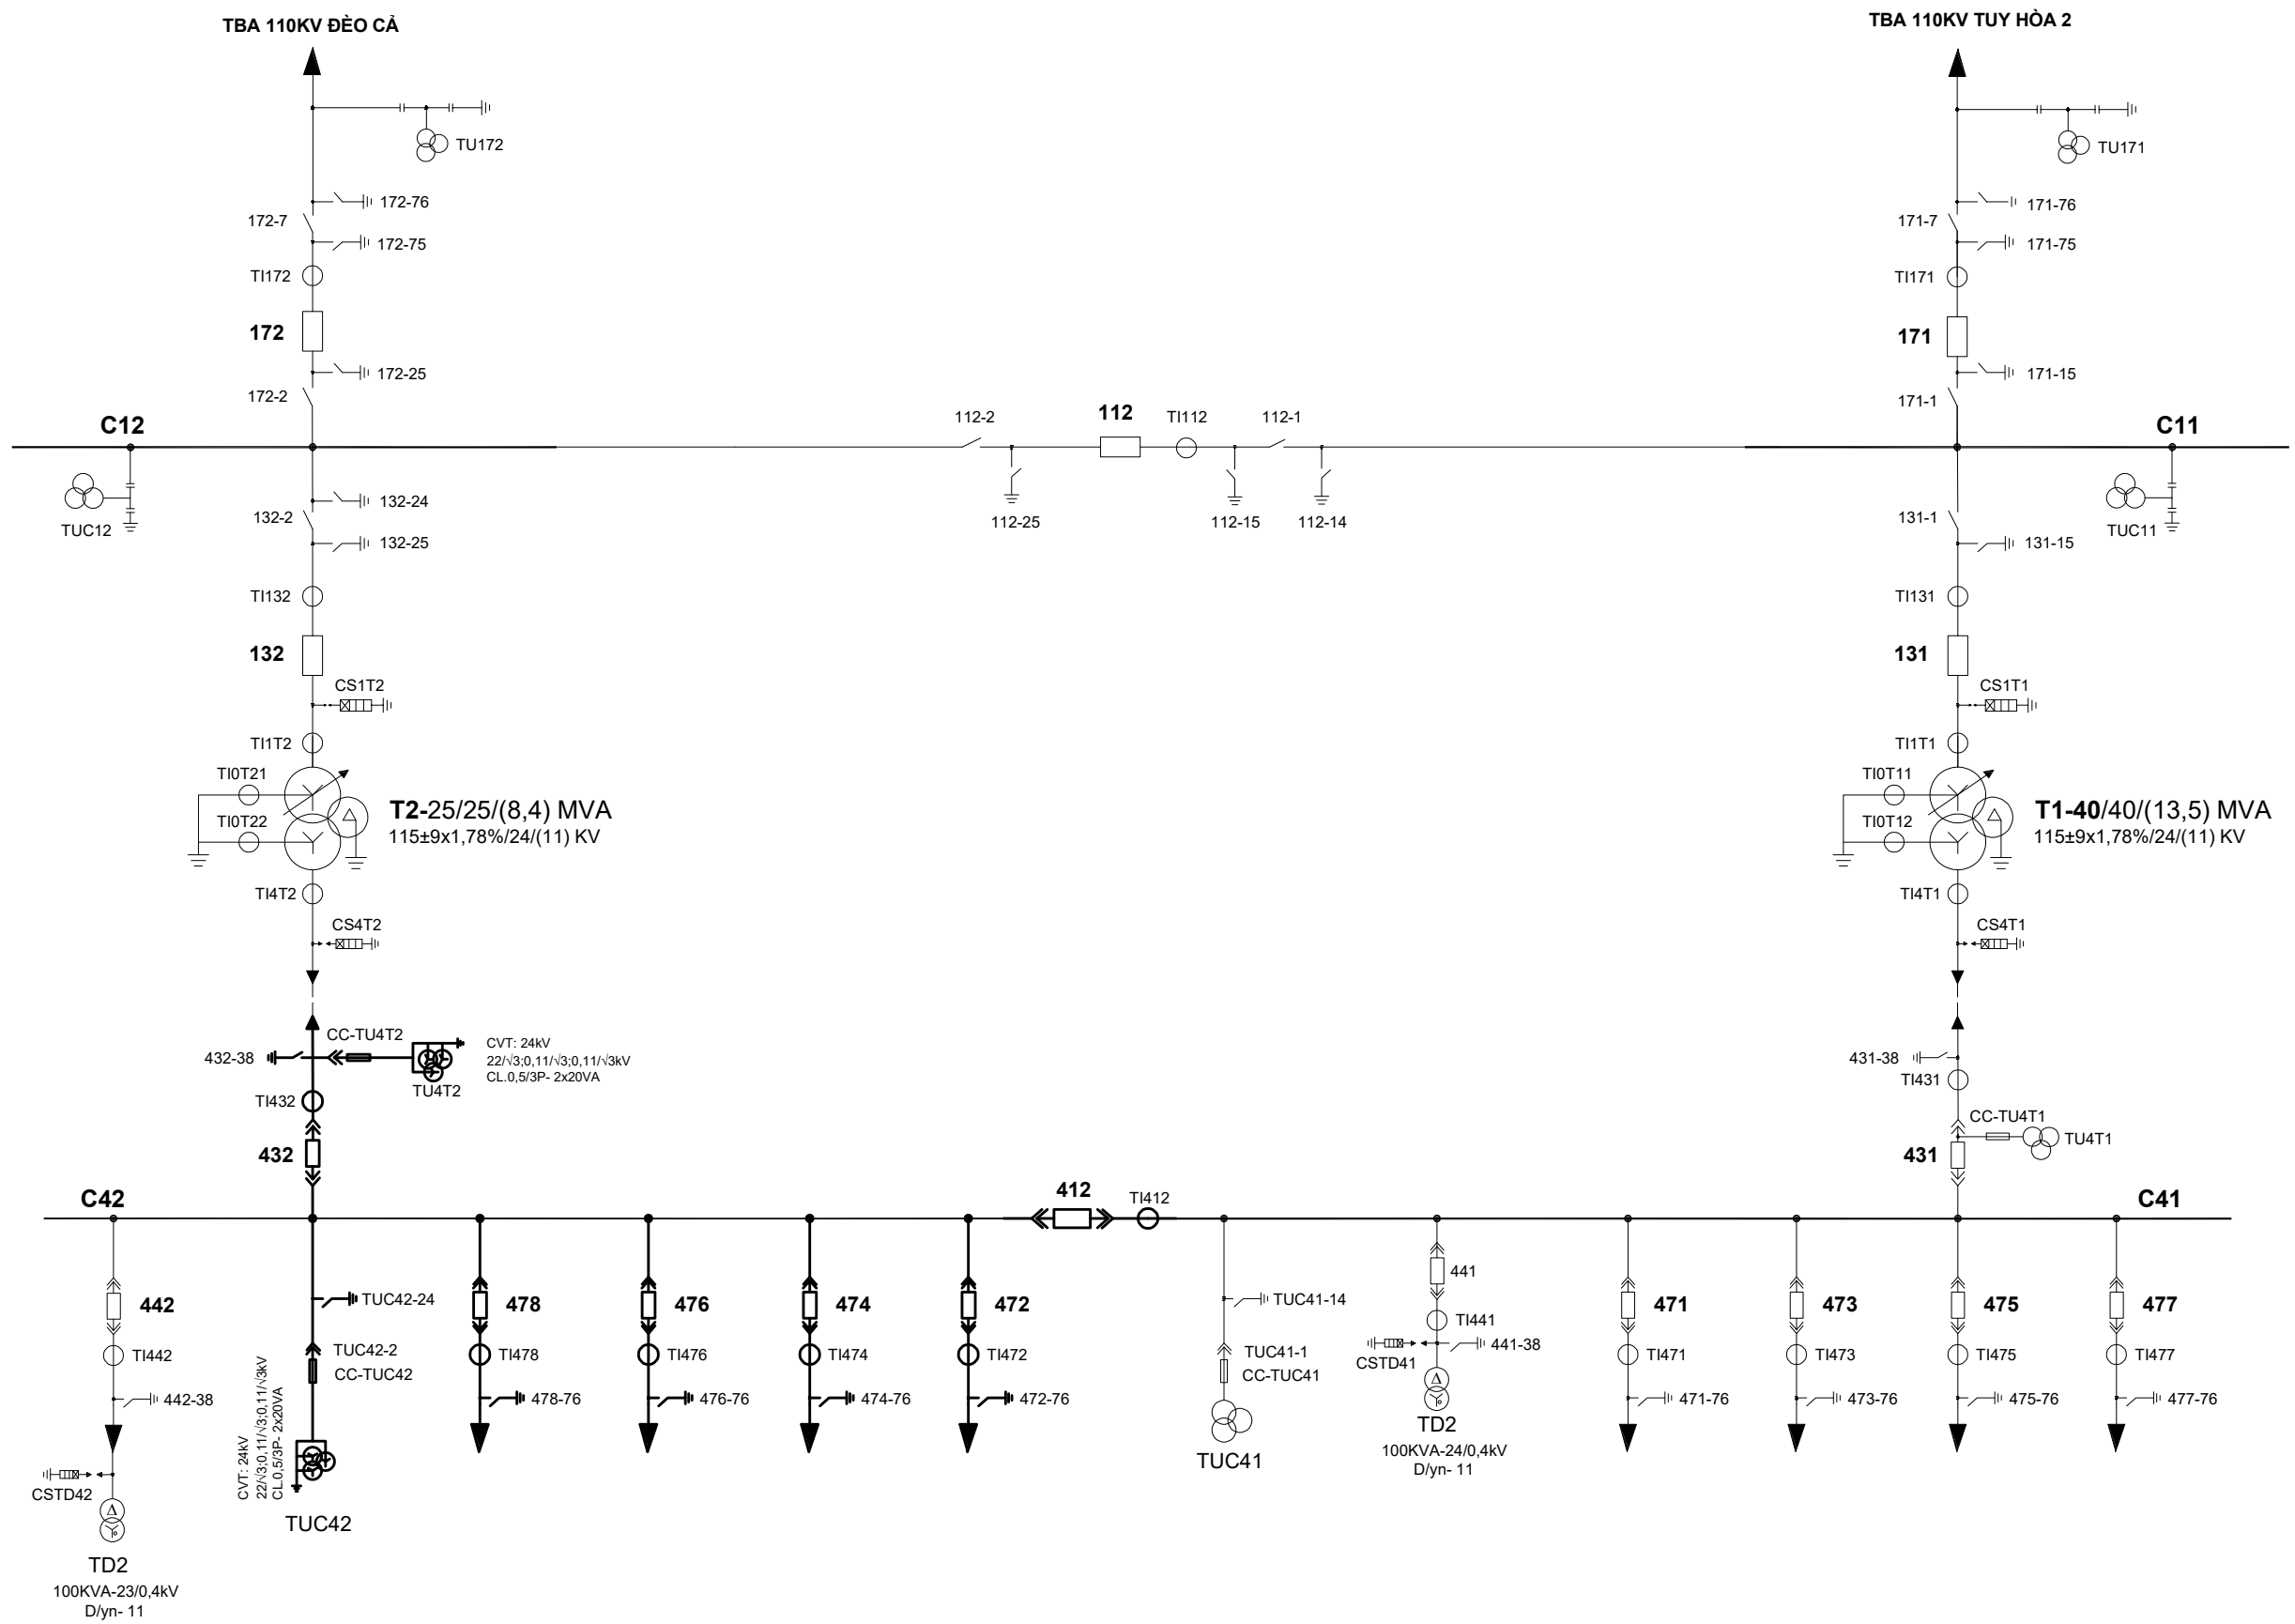 TBA 110KV ĐÈO CẢ
TBA 110KV TUY HÒA 2
TU172
TU171
172-76
172-7
172-75
TI172
172
172-25
172-2
171-76
171-7
171-75
TI171
171
171-15
171-1
C12
112-2
112
TI112
112-1
C11
TUC12
132-24
132-2
132-25
112-25
112-15
112-14
131-1
131-15
TUC11
TI132
132
CS1T2
TI1T2
TI0T21
TI0T22
T2-25/25/(8,4) MVA
115±9x1,78%/24/(11) KV
TI4T2
CS4T2
TI131
131
CS1T1
TI1T1
TI0T11
TI0T12
T1-40/40/(13,5) MVA
115±9x1,78%/24/(11) KV
TI4T1
CS4T1
CC-TU4T2
432-38
TU4T2
CVT: 24kV
22/√3;0,11/√3;0,11/√3kV
CL.0,5/3P- 2x20VA
TI432
432
431-38
TI431
CC-TU4T1
TU4T1
431
C42
412
TI412
C41
442
TI442
442-38
CSTD42
TD2
100KVA-23/0,4kV
D/yn- 11
TUC42-24
TUC42-2
CC-TUC42
CVT: 24kV
22/√3;0,11/√3;0,11/√3kV
CL.0,5/3P- 2x20VA
TUC42
478
TI478
478-76
476
TI476
476-76
474
TI474
474-76
472
TI472
472-76
TUC41-14
TUC41-1
CC-TUC41
TUC41
441
TI441
CSTD41
441-38
TD2
100KVA-24/0,4kV
D/yn- 11
471
TI471
471-76
473
TI473
473-76
475
TI475
475-76
477
TI477
477-76